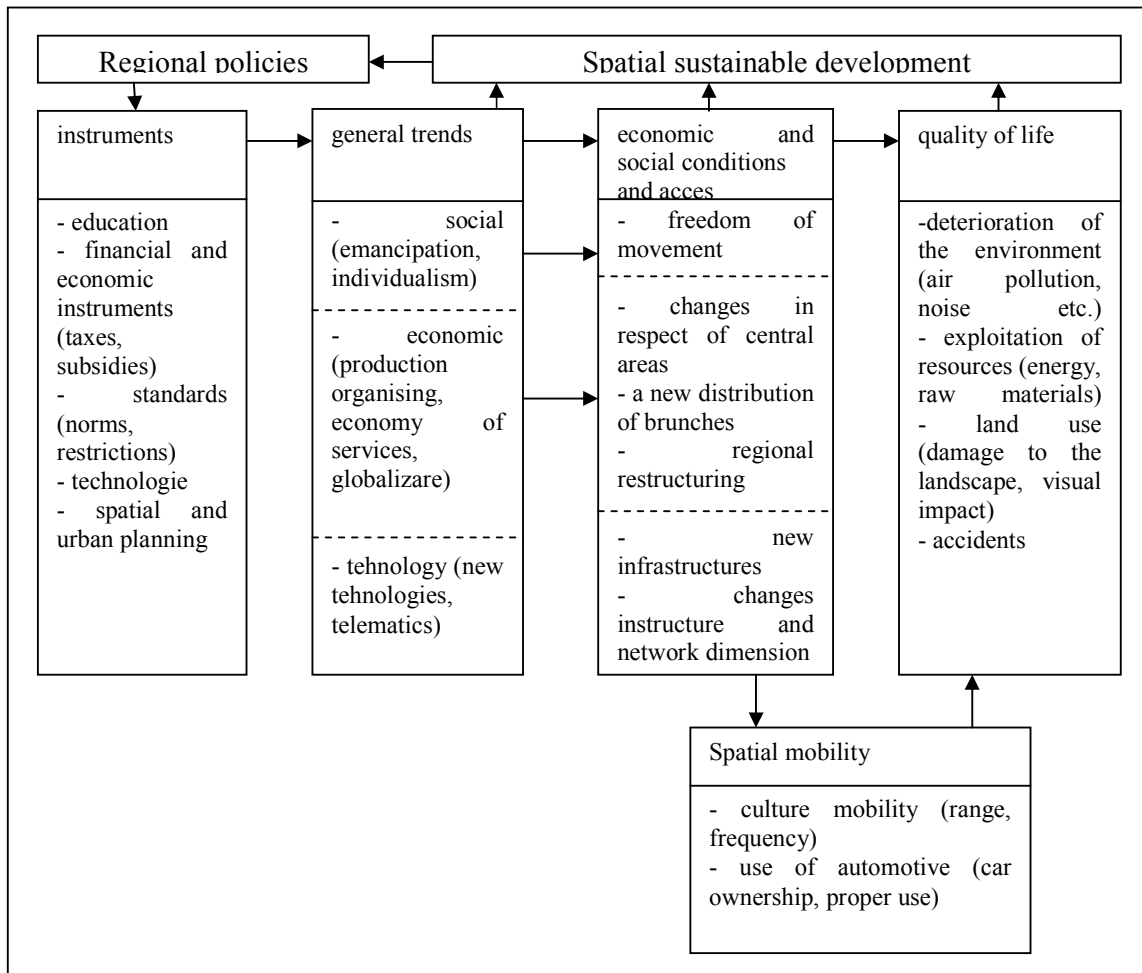 Regional policies
Spatial sustainable development
instruments
- education
- financial and
economic
instruments
(taxes,
subsidies)
- standards
(norms,
restrictions)
- technologie
- spatial and
urban planning
general trends
- social
(emancipation,
individualism)
- economic
(production
organising,
economy of
services,
globalizare)
- tehnology (new
tehnologies,
telematics)
economic and
social conditions
and acces
- freedom of
movement
- changes in
respect of central
areas
- a new distribution
of brunches
- regional
restructuring
- new
infrastructures
- changes
instructure and
network dimension
quality of life
-deterioration of
the environment
(air pollution,
noise etc.)
- exploitation of
resources (energy,
raw materials)
- land use
(damage to the
landscape, visual
impact)
- accidents
Spatial mobility
- culture mobility (range,
frequency)
- use of automotive (car
ownership, proper use)